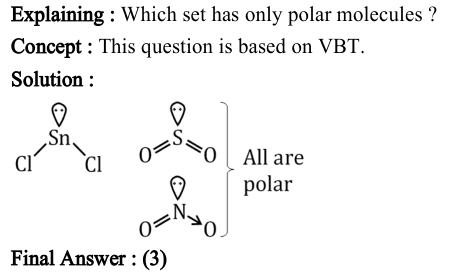 Explaining : Which set has only polar molecules ?
Concept : This question is based on VBT.
Solution :
Sn
Cl Cl
S
O O
N
O O
All are
polar
Final Answer : (3)